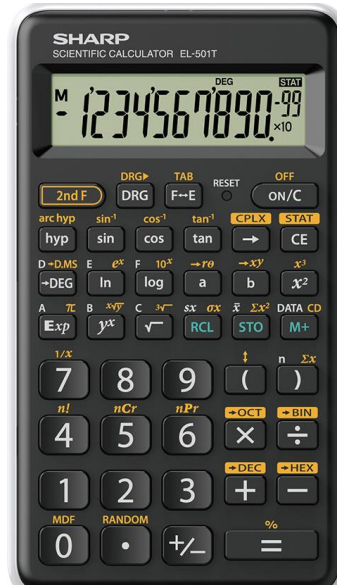 SHARP
SCIENTIFIC CALCULATOR EL-501T
DEG STAT
M
- 1234567890.-99
×10
DRG▶ TAB OFF
2nd F DRG F↔E RESET ON/C
arc hyp sin⁻¹ cos⁻¹ tan⁻¹ CPLX STAT
hyp sin cos tan → CE
D →D.MS E eˣ F 10ˣ →rθ →xy x³
→DEG ln log a b x²
A π B ˣ√y C ³√ sx σx x̄ Σx² DATA CD
Exp yˣ √ RCL STO M+
1/x ↕ n Σx
7 8 9 ( )
n! nCr nPr →OCT →BIN
4 5 6 × ÷
→DEC →HEX
1 2 3 + −
MDF RANDOM %
0 • +/− =